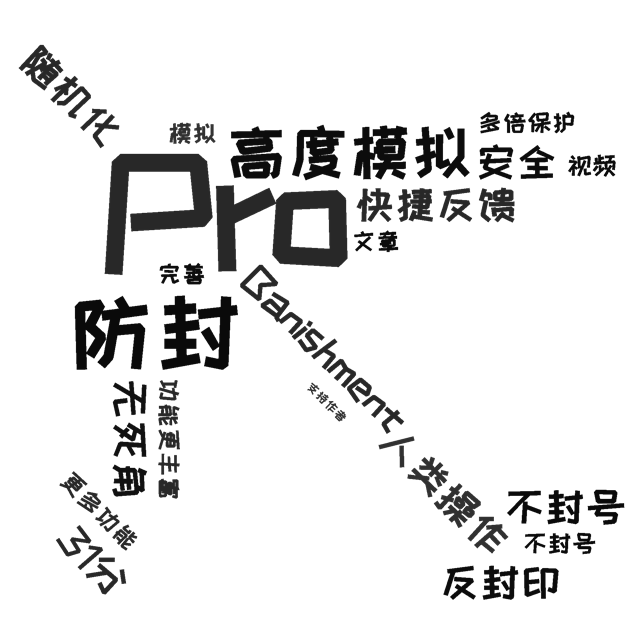 随机化
模拟
高度模拟
多倍保护
安全
视频
Pro
快捷反馈
文章
完善
Banishment
防封
支持作者
无死角
功能更丰富
人类操作
更多功能
31分
不封号
不封号
反封印